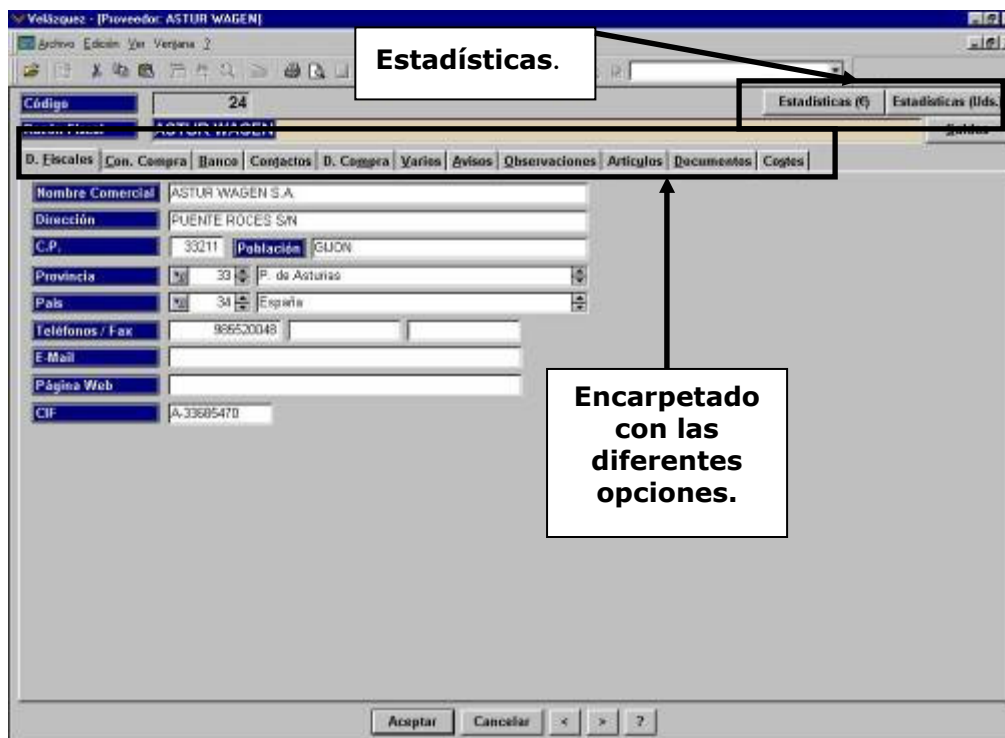 Velázquez - [Proveedor: ASTUR WAGEN]
Archivo Edición Ver Ventana ?
Estadísticas.
Código 24 Estadísticas (€) Estadísticas (Uds.)
Razón Fiscal ASTUR WAGEN Saldos
D. Fiscales Con. Compra Banco Contactos D. Compra Varios Avisos Observaciones Artículos Documentos Costes
Nombre Comercial ASTUR WAGEN S.A.
Dirección PUENTE ROCES S/N
C.P. 33211 Población GIJON
Provincia 33 P. de Asturias
País 34 España
Teléfonos / Fax 985520048
E-Mail
Página Web
CIF A-33685470
Encarpetado
con las
diferentes
opciones.
Aceptar Cancelar < > ?